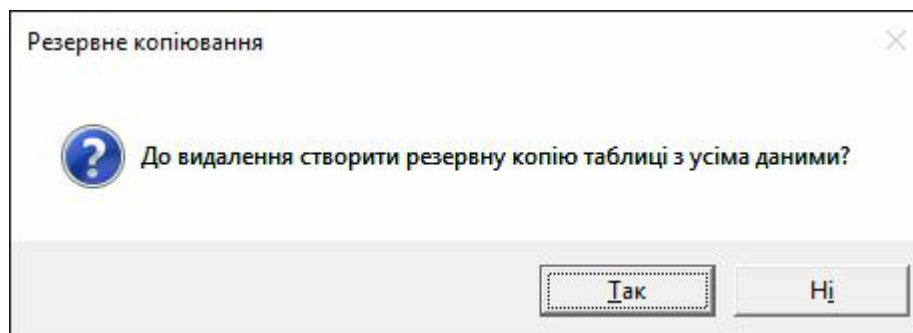 Резервне копіювання
До видалення створити резервну копію таблиці з усіма даними?
Так
Ні